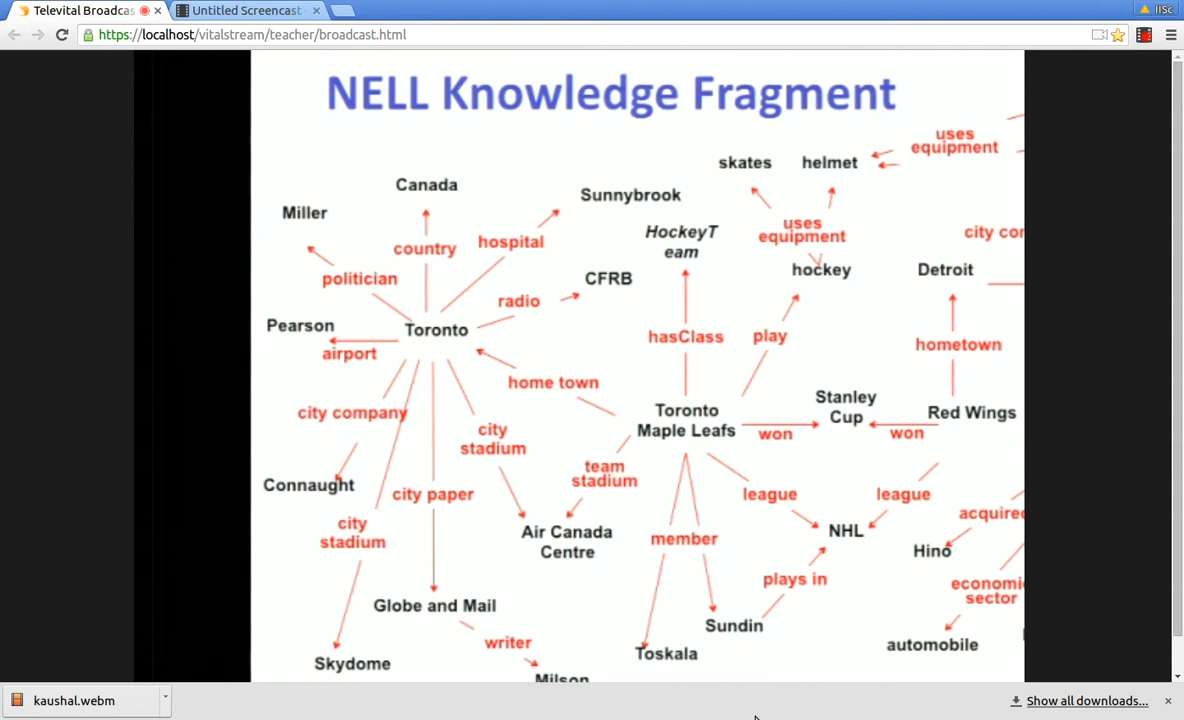 Televital Broadcas
Untitled Screencast
IISc
https://localhost/vitalstream/teacher/broadcast.html
NELL Knowledge Fragment
uses
equipment
skates
helmet
Canada
Sunnybrook
Miller
uses
equipment
HockeyT
eam
city cor
country
hospital
hockey
Detroit
politician
CFRB
radio
Pearson
Toronto
airport
hasClass
play
hometown
home town
city company
Toronto
Maple Leafs
Stanley
Cup
Red Wings
won
won
city
stadium
team
stadium
Connaught
city paper
league
league
city
stadium
Air Canada
Centre
member
NHL
acquired
Hino
plays in
economi
sector
Globe and Mail
Sundin
writer
Toskala
automobile
Skydome
Milson
kaushal.webm
Show all downloads...